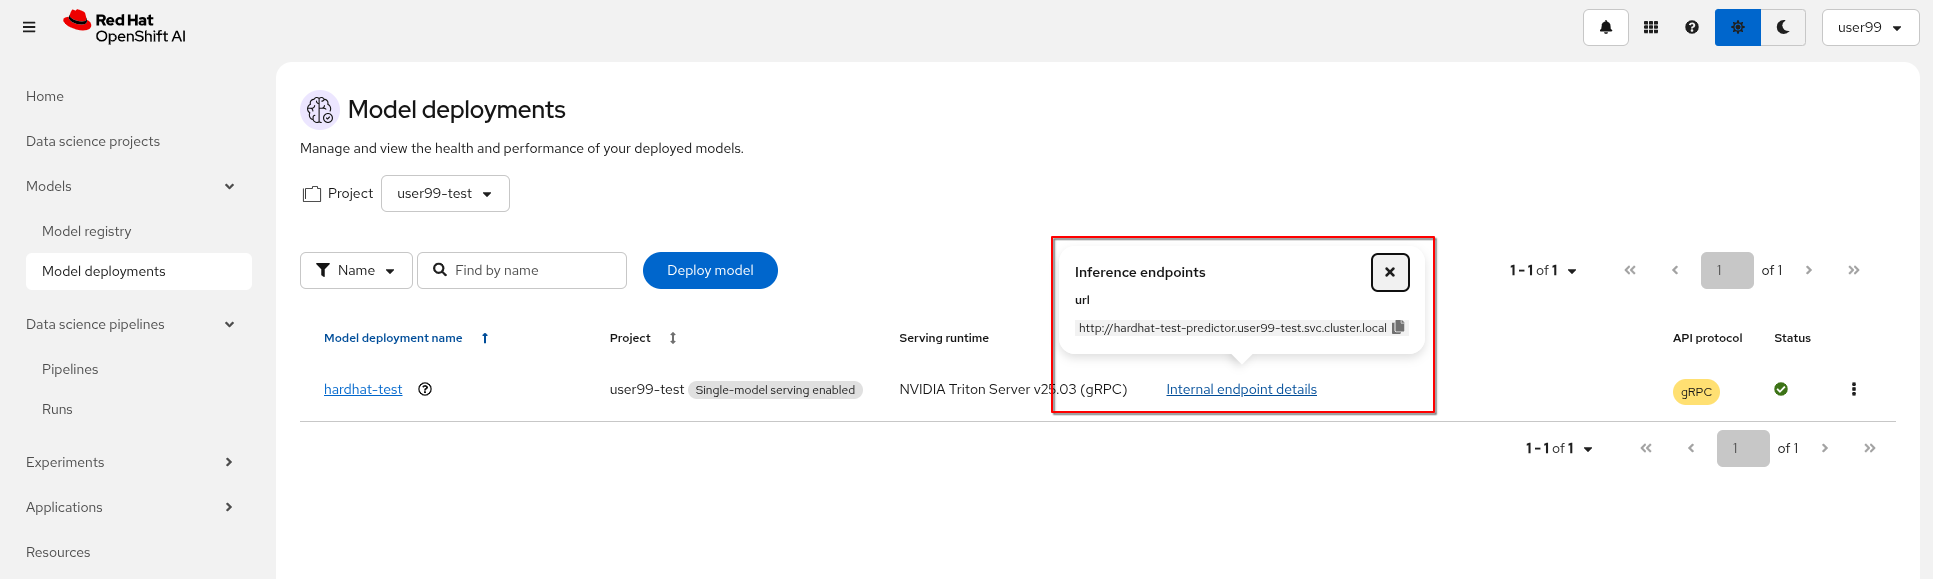 Red Hat
OpenShift AI
user99
Home
Data science projects
Models
Model registry
Model deployments
Data science pipelines
Pipelines
Runs
Experiments
Applications
Resources
Model deployments
Manage and view the health and performance of your deployed models.
Project user99-test
Name Find by name Deploy model
1 - 1 of 1 1 of 1
Inference endpoints
url
http://hardhat-test-predictor.user99-test.svc.cluster.local
Model deployment name Project Serving runtime API protocol Status
hardhat-test user99-test Single-model serving enabled NVIDIA Triton Server v25.03 (gRPC) Internal endpoint details gRPC
1 - 1 of 1 1 of 1